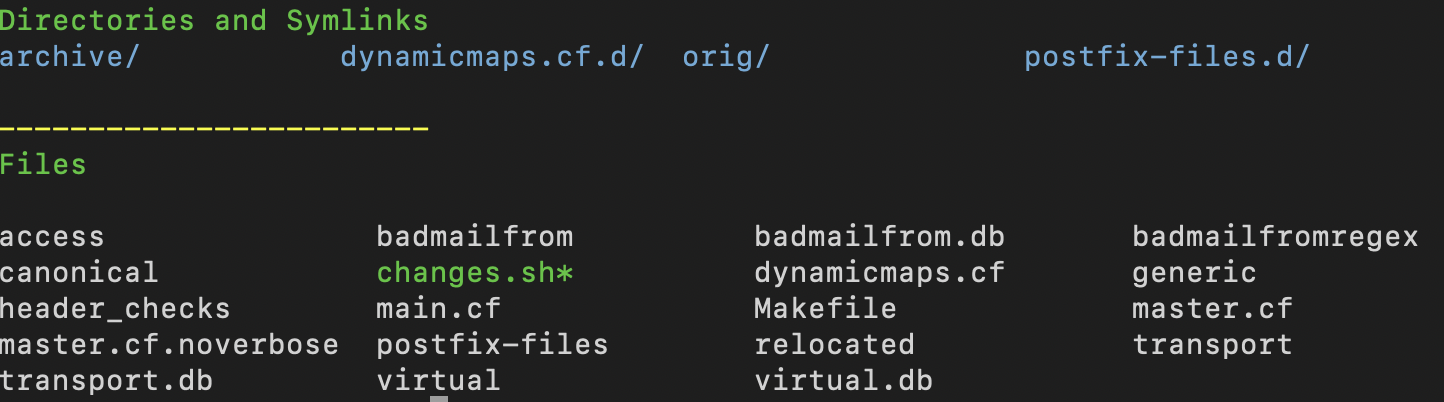 Directories and Symlinks
archive/ dynamicmaps.cf.d/ orig/ postfix-files.d/
------------------------
Files
access badmailfrom badmailfrom.db badmailfromregex
canonical changes.sh* dynamicmaps.cf generic
header_checks main.cf Makefile master.cf
master.cf.noverbose postfix-files relocated transport
transport.db virtual virtual.db